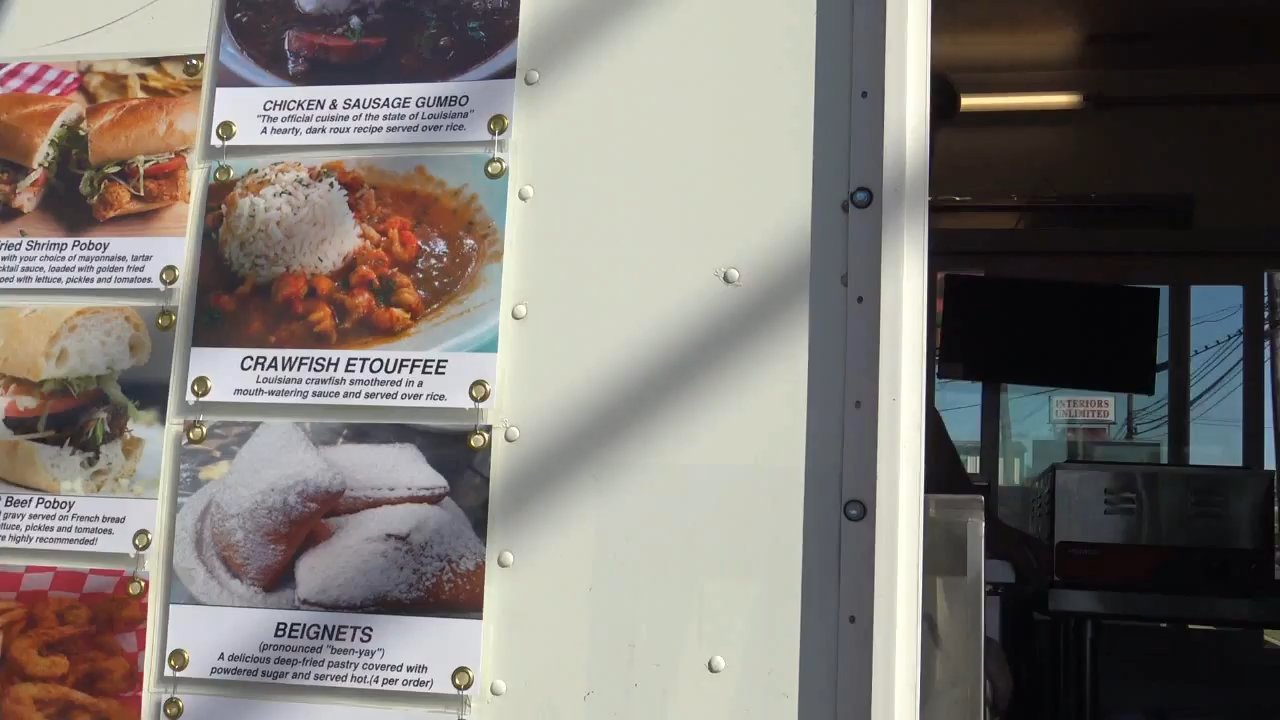 CHICKEN & SAUSAGE GUMBO
"The official cuisine of the state of Louisiana"
A hearty, dark roux recipe served over rice.
ried Shrimp Poboy
with your choice of mayonnaise, tartar
cktail sauce, loaded with golden fried
ped with lettuce, pickles and tomatoes.
CRAWFISH ETOUFFEE
Louisiana crawfish smothered in a
mouth-watering sauce and served over rice.
Beef Poboy
gravy served on French bread
ttuce, pickles and tomatoes.
re highly recommended!
BEIGNETS
(pronounced "been-yay")
A delicious deep-fried pastry covered with
powdered sugar and served hot.(4 per order)
INTERIORS
UNLIMITED